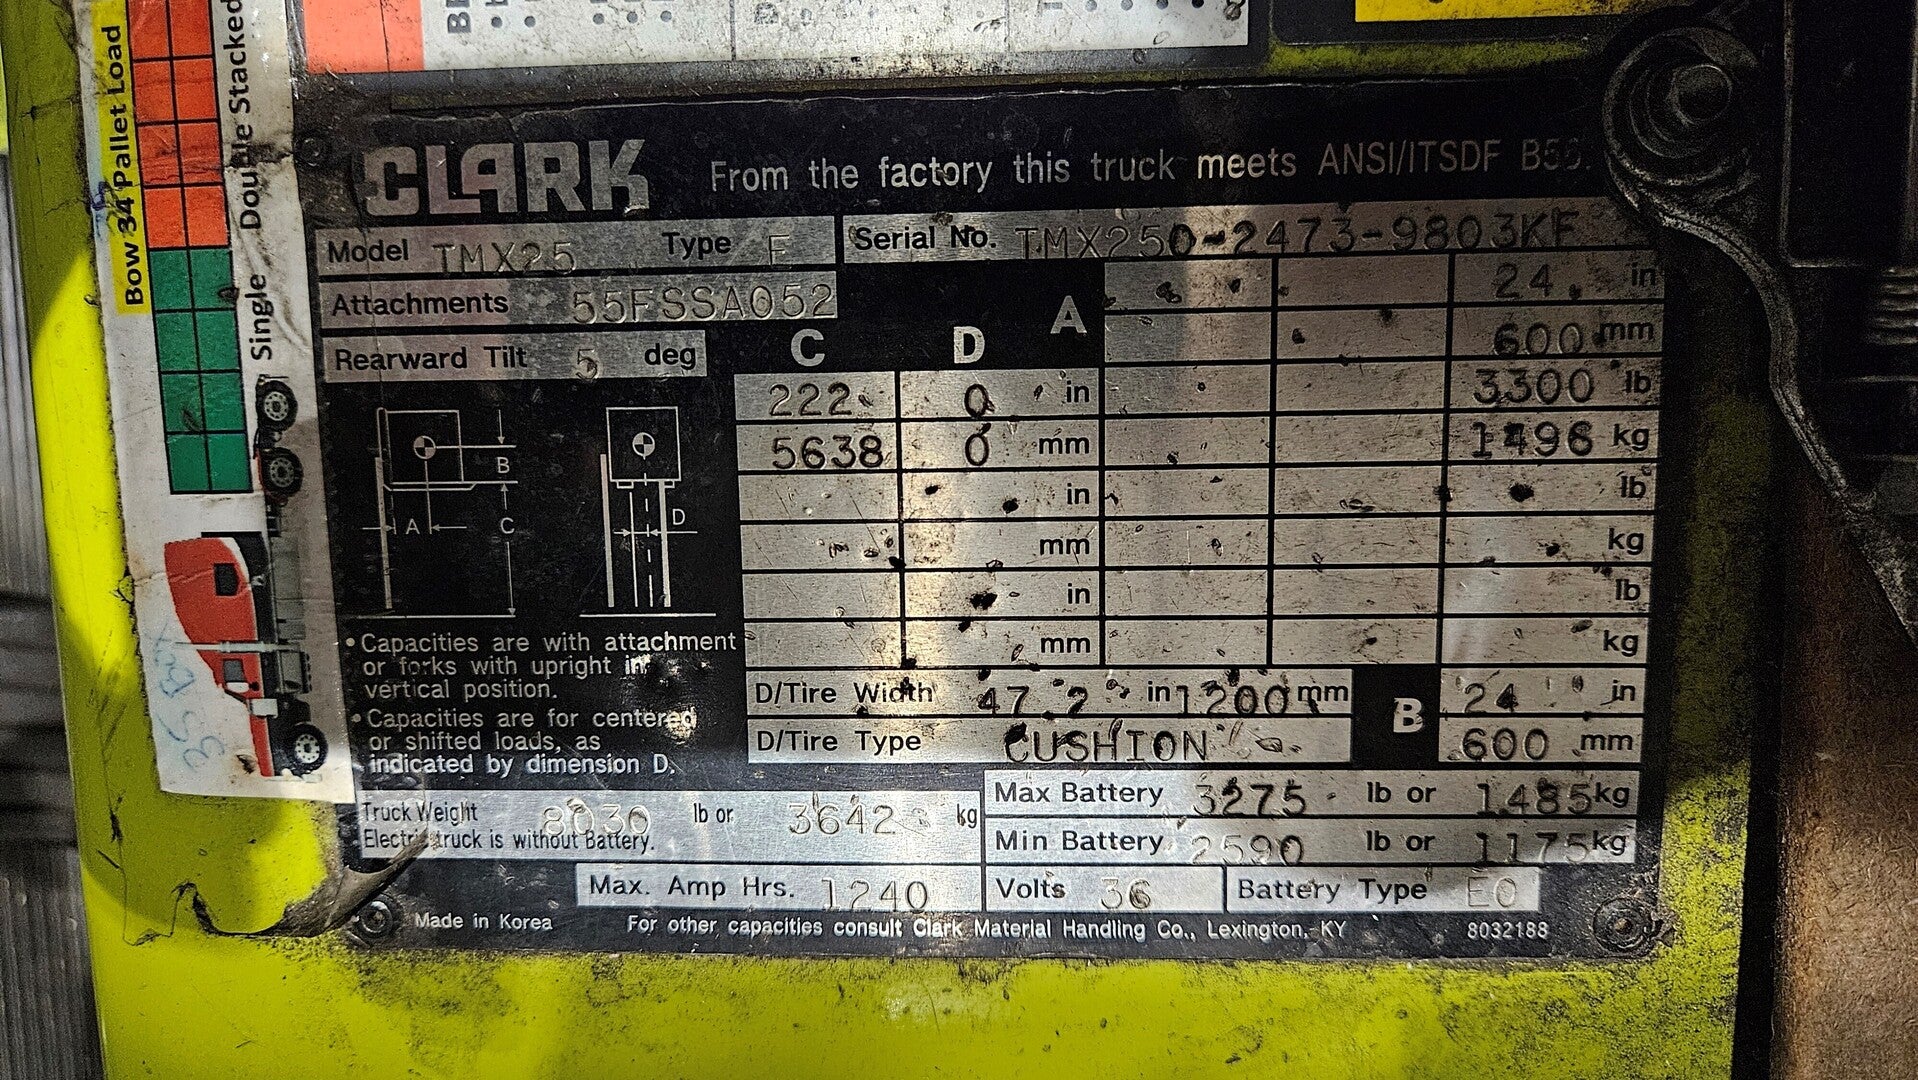 Bow 34 Pallet Load
Single
Double Stacked
CLARK
From the factory this truck meets ANSI/ITSDF B56.
Model TMX25 Type E
Serial No. TMX250-2473-9803KF
Attachments 55FSSA052
Rearward Tilt 5 deg
C D A
24 in
600 mm
222 0 in 3300 lb
5638 0 mm 1496 kg
in lb
mm kg
in lb
mm kg
B
A C
D
• Capacities are with attachment
or forks with upright in
vertical position.
• Capacities are for centered
or shifted loads, as
indicated by dimension D.
D/Tire Width 47.2 in 1200 mm
D/Tire Type CUSHION
B
24 in
600 mm
Truck Weight 8030 lb or 3642 kg
Electric truck is without Battery.
Max Battery 3275 lb or 1485 kg
Min Battery 2590 lb or 1175 kg
Max. Amp Hrs. 1240
Volts 36
Battery Type EO
Made in Korea
For other capacities consult Clark Material Handling Co., Lexington, KY
8032188